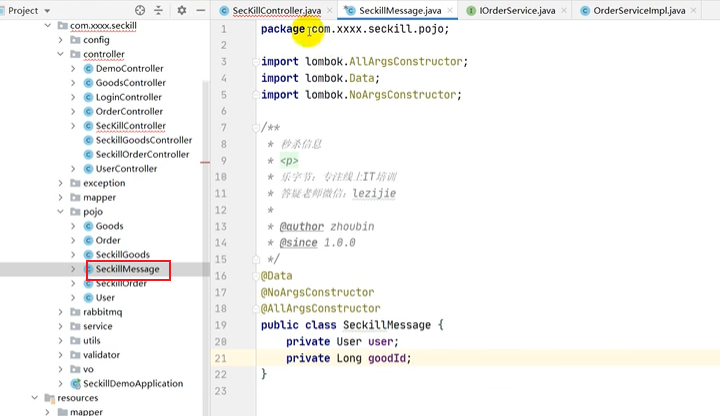 Project
com.xxxx.seckill
config
controller
DemoController
GoodsController
LoginController
OrderController
SecKillController
SeckillGoodsController
SeckillOrderController
UserController
exception
mapper
pojo
Goods
Order
SeckillGoods
SeckillMessage
SeckillOrder
User
rabbitmq
service
utils
validator
vo
SeckillDemoApplication
resources
mapper
SecKillController.java
SeckillMessage.java
IOrderService.java
OrderServiceImpl.java
1 package com.xxxx.seckill.pojo;
2
3 import lombok.AllArgsConstructor;
4 import lombok.Data;
5 import lombok.NoArgsConstructor;
6
7 /**
8 * 秒杀信息
9 * <p>
10 * 乐字节：专注线上IT培训
11 * 答疑老师微信：lezijie
12 *
13 * @author zhoubin
14 * @since 1.0.0
15 */
16 @Data
17 @NoArgsConstructor
18 @AllArgsConstructor
19 public class SeckillMessage {
20 private User user;
21 private Long goodId;
22 }
23